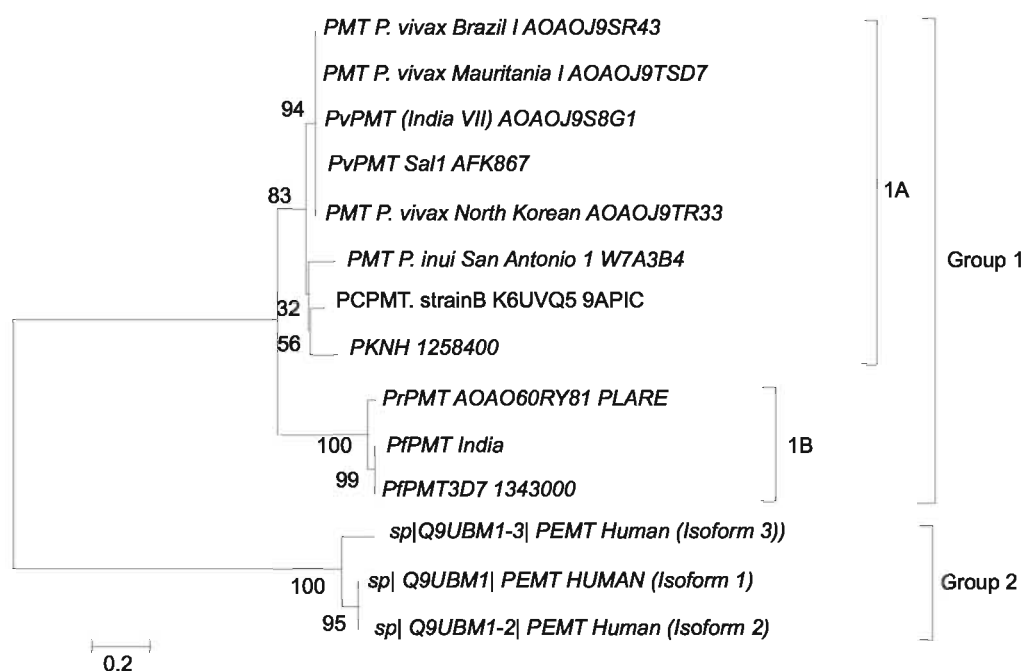 PMT P. vivax Brazil I AOAOJ9SR43
PMT P. vivax Mauritania I AOAOJ9TSD7
94
PvPMT (India VII) AOAOJ9S8G1
PvPMT Sal1 AFK867
83
1A
PMT P. vivax North Korean AOAOJ9TR33
PMT P. inui San Antonio 1 W7A3B4
Group 1
32
PCPMT. strainB K6UVQ5 9APIC
56
PKNH 1258400
PrPMT AOAO60RY81 PLARE
100
PfPMT India
1B
99
PfPMT3D7 1343000
sp|Q9UBM1-3| PEMT Human (Isoform 3))
100
sp| Q9UBM1| PEMT HUMAN (Isoform 1)
Group 2
95
sp| Q9UBM1-2| PEMT Human (Isoform 2)
0.2